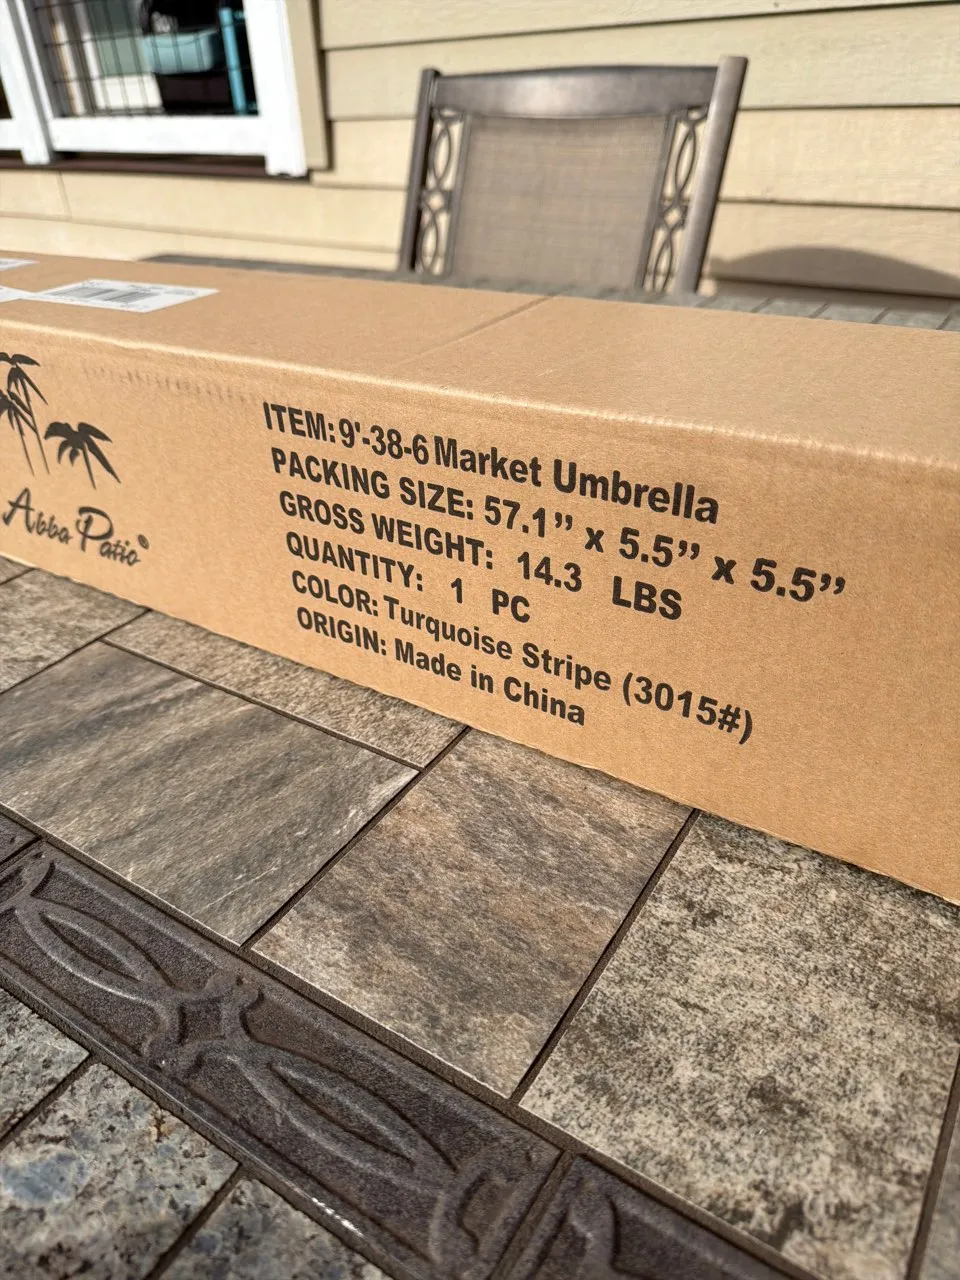 Abba Patio®
ITEM: 9'-38-6 Market Umbrella
PACKING SIZE: 57.1” x 5.5” x 5.5”
GROSS WEIGHT: 14.3 LBS
QUANTITY: 1 PC
COLOR: Turquoise Stripe (3015#)
ORIGIN: Made in China